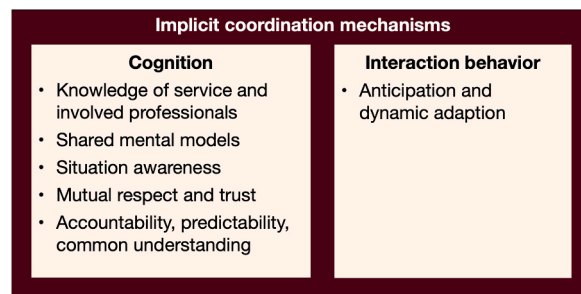 Implicit coordination mechanisms
Cognition
• Knowledge of service and
involved professionals
• Shared mental models
• Situation awareness
• Mutual respect and trust
• Accountability, predictability,
common understanding
Interaction behavior
• Anticipation and
dynamic adaption